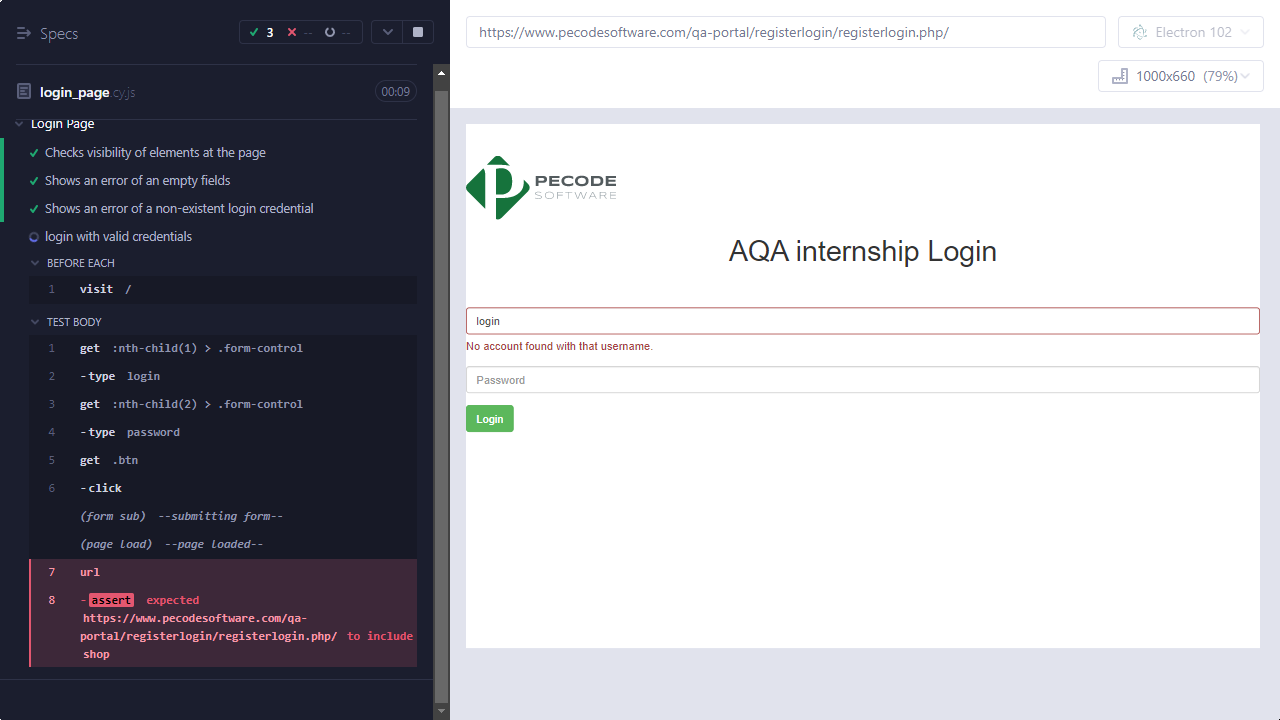 Specs
3
--
--
login_page.cy.js
00:09
Login Page
Checks visibility of elements at the page
Shows an error of an empty fields
Shows an error of a non-existent login credential
login with valid credentials
BEFORE EACH
1 visit /
TEST BODY
1 get :nth-child(1) > .form-control
2 -type login
3 get :nth-child(2) > .form-control
4 -type password
5 get .btn
6 -click
(form sub) --submitting form--
(page load) --page loaded--
7 url
8 -assert expected
https://www.pecodesoftware.com/qa-
portal/registerlogin/registerlogin.php/ to include
shop
https://www.pecodesoftware.com/qa-portal/registerlogin/registerlogin.php/
Electron 102
1000x660 (79%)
PECODE
SOFTWARE
AQA internship Login
login
No account found with that username.
Password
Login